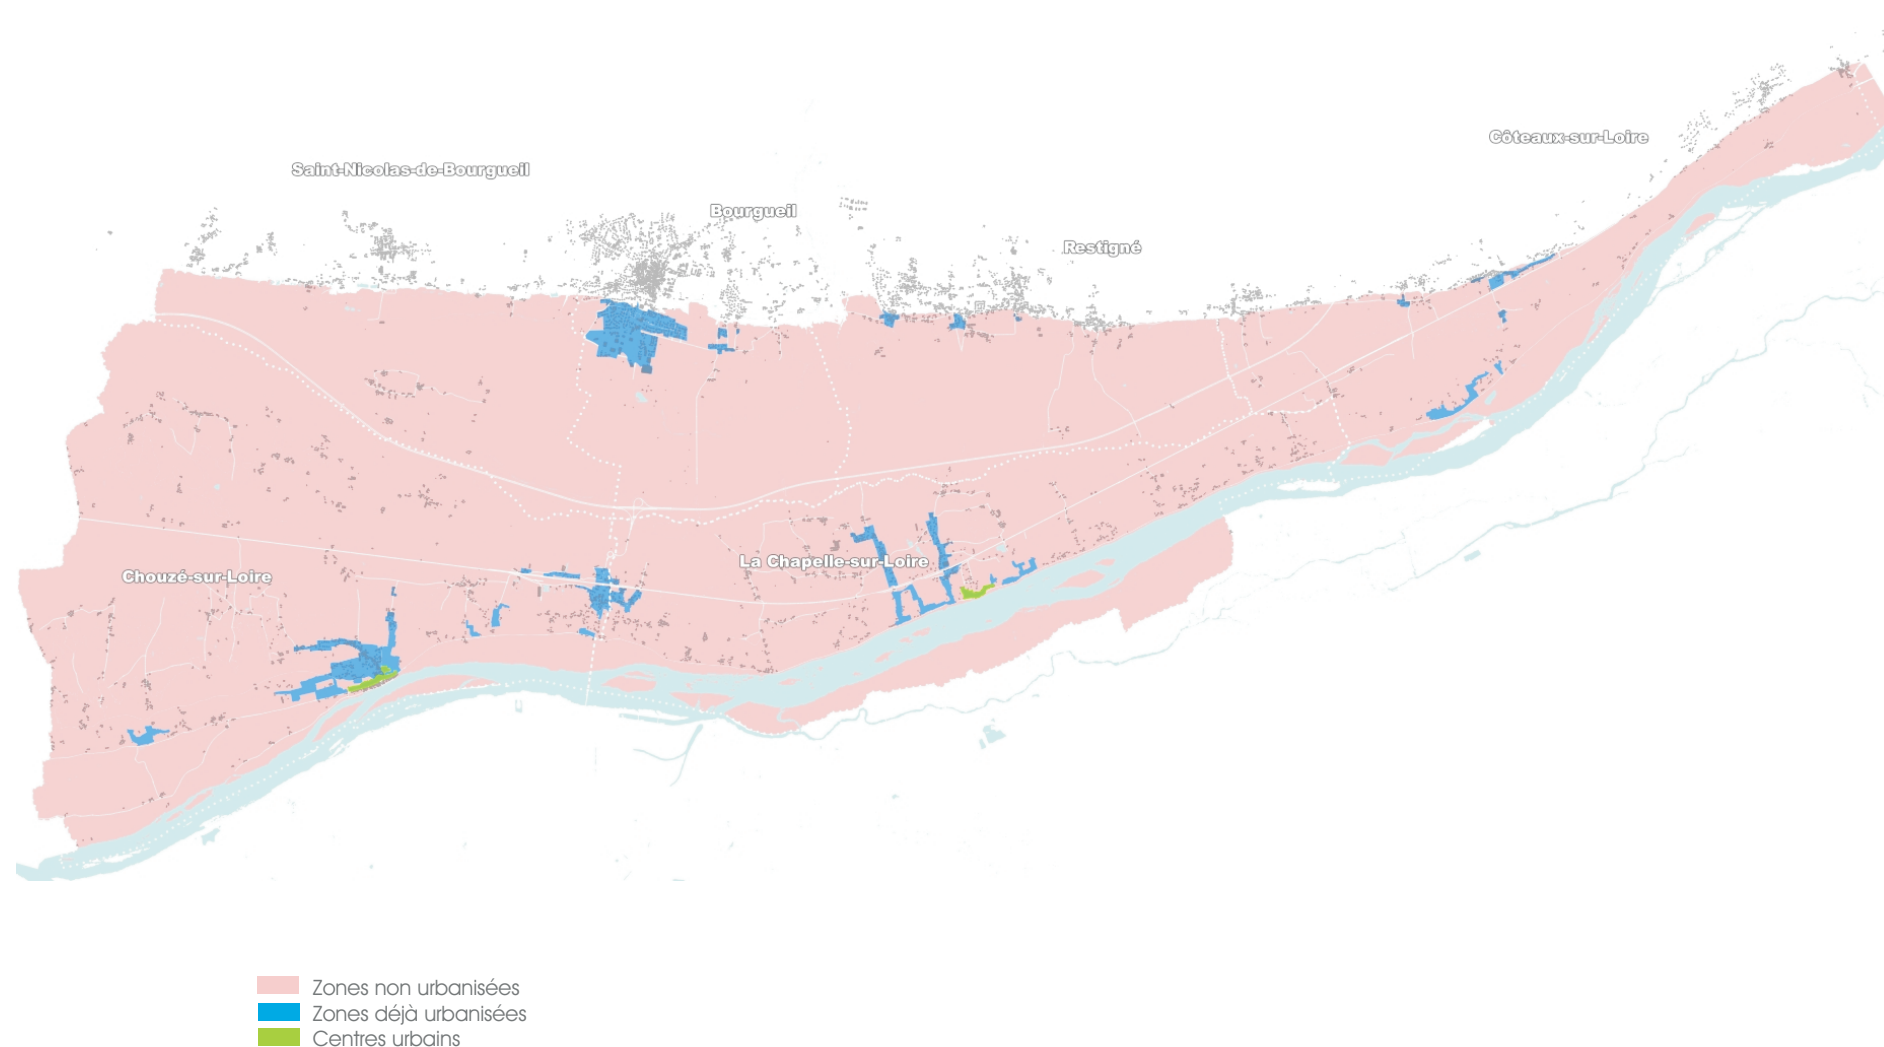 Côteaux-sur-Loire
Saint-Nicolas-de-Bourgueil
Bourgueil
Restigné
La Chapelle-sur-Loire
Chouzé-sur-Loire
Zones non urbanisées
Zones déjà urbanisées
Centres urbains